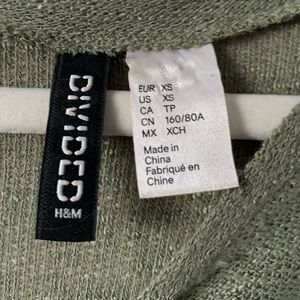 DIVIDED
H&M
EUR XS
US XS
CA TP
CN 160/80A
MX XCH
Made in
China
Fabriqué en
Chine